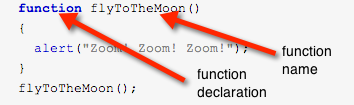 function flyToTheMoon()
{
alert("Zoom! Zoom! Zoom!");
}
flyToTheMoon();
function
name
function
declaration